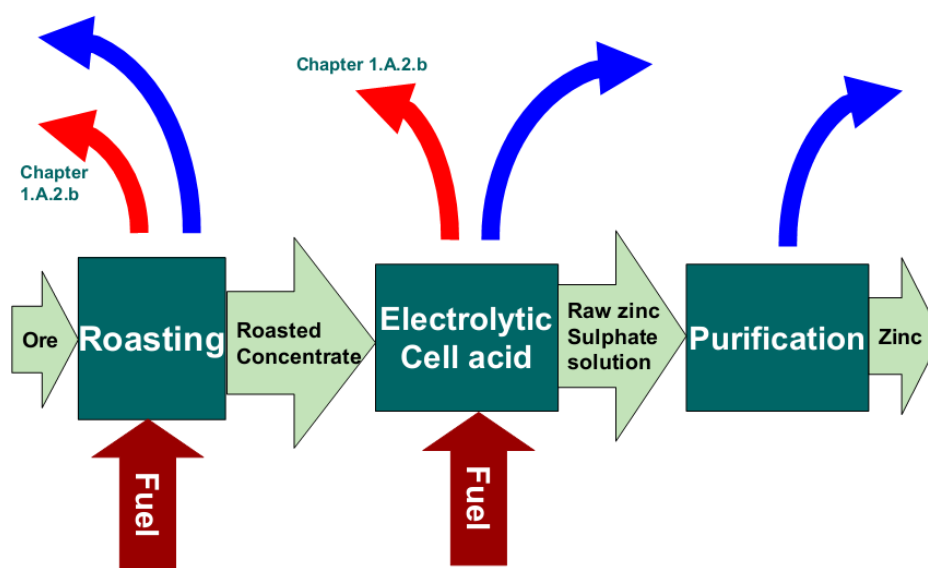 Chapter 1.A.2.b
Chapter
1.A.2.b
Ore
Roasting
Roasted
Concentrate
Electrolytic
Cell acid
Raw zinc
Sulphate
solution
Purification
Zinc
Fuel
Fuel